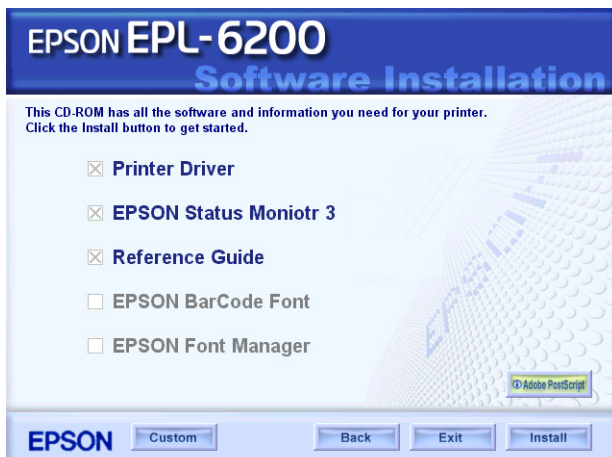 EPSON EPL-6200
Software Installation
This CD-ROM has all the software and information you need for your printer.
Click the Install button to get started.
Printer Driver
EPSON Status Moniotr 3
Reference Guide
EPSON BarCode Font
EPSON Font Manager
EPSON
Adobe PostScript
EPSON
Custom
Back
Exit
Install